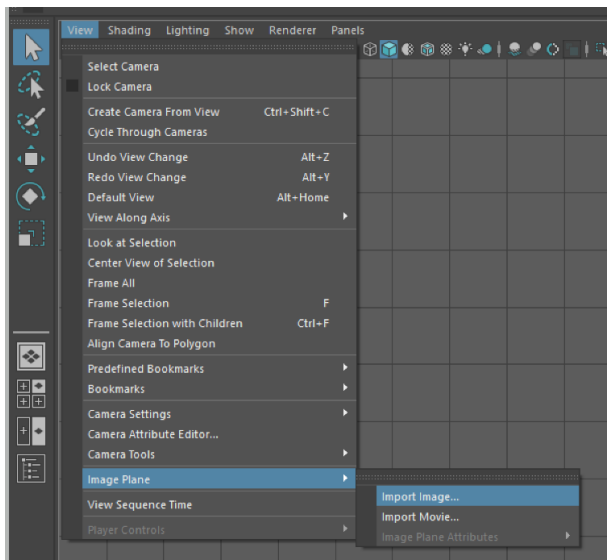 View Shading Lighting Show Renderer Panels
Select Camera
Lock Camera
Create Camera From View Ctrl+Shift+C
Cycle Through Cameras
Undo View Change Alt+Z
Redo View Change Alt+Y
Default View Alt+Home
View Along Axis
Look at Selection
Center View of Selection
Frame All
Frame Selection F
Frame Selection with Children Ctrl+F
Align Camera To Polygon
Predefined Bookmarks
Bookmarks
Camera Settings
Camera Attribute Editor...
Camera Tools
Image Plane
Import Image...
View Sequence Time
Import Movie...
Player Controls
Image Plane Attributes